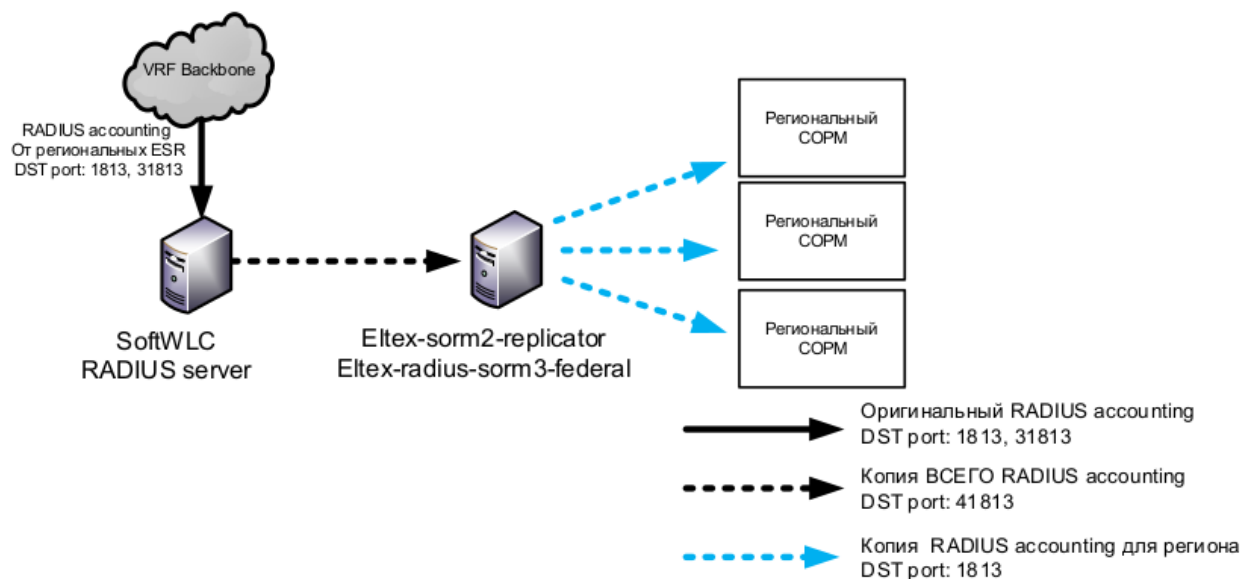 VRF Backbone
RADIUS accounting
От региональных ESR
DST port: 1813, 31813
SoftWLC
RADIUS server
Eltex-sorm2-replicator
Eltex-radius-sorm3-federal
Региональный
СОРМ
Региональный
СОРМ
Региональный
СОРМ
Оригинальный RADIUS accounting
DST port: 1813, 31813
Копия ВСЕГО RADIUS accounting
DST port: 41813
Копия RADIUS accounting для региона
DST port: 1813